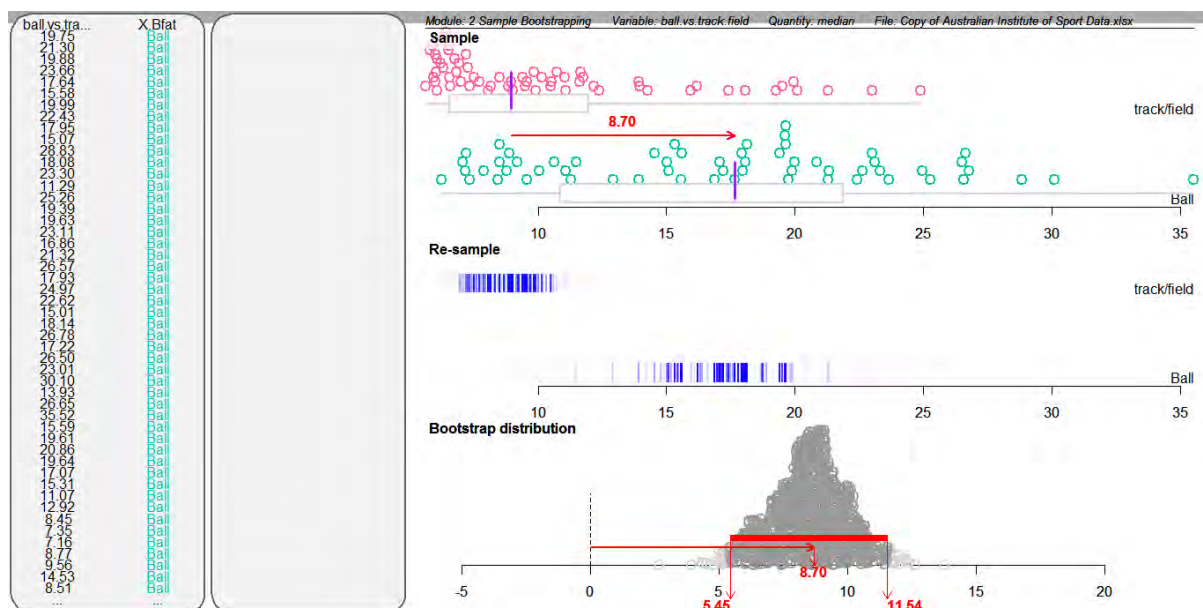 ball.vs.tra... X.Bfat
19.75 Ball
21.30 Ball
19.88 Ball
23.66 Ball
17.64 Ball
15.58 Ball
19.99 Ball
22.43 Ball
17.95 Ball
15.07 Ball
28.83 Ball
18.08 Ball
23.30 Ball
11.29 Ball
25.26 Ball
19.39 Ball
19.63 Ball
23.11 Ball
16.86 Ball
21.32 Ball
26.57 Ball
17.93 Ball
24.97 Ball
22.62 Ball
15.01 Ball
18.14 Ball
26.78 Ball
17.22 Ball
26.50 Ball
23.01 Ball
30.10 Ball
13.93 Ball
26.65 Ball
35.52 Ball
15.59 Ball
19.61 Ball
20.86 Ball
19.64 Ball
17.07 Ball
15.31 Ball
11.07 Ball
12.92 Ball
8.45 Ball
7.35 Ball
7.16 Ball
8.77 Ball
9.56 Ball
14.53 Ball
8.51 Ball
... ...
Module: 2 Sample Bootstrapping Variable: ball.vs.track.field Quantity: median File: Copy of Australian Institute of Sport Data.xlsx
Sample
track/field
8.70
Ball
10 15 20 25 30 35
Re-sample
track/field
Ball
10 15 20 25 30 35
Bootstrap distribution
8.70
-5 0 5 10 15 20
5.45 11.54